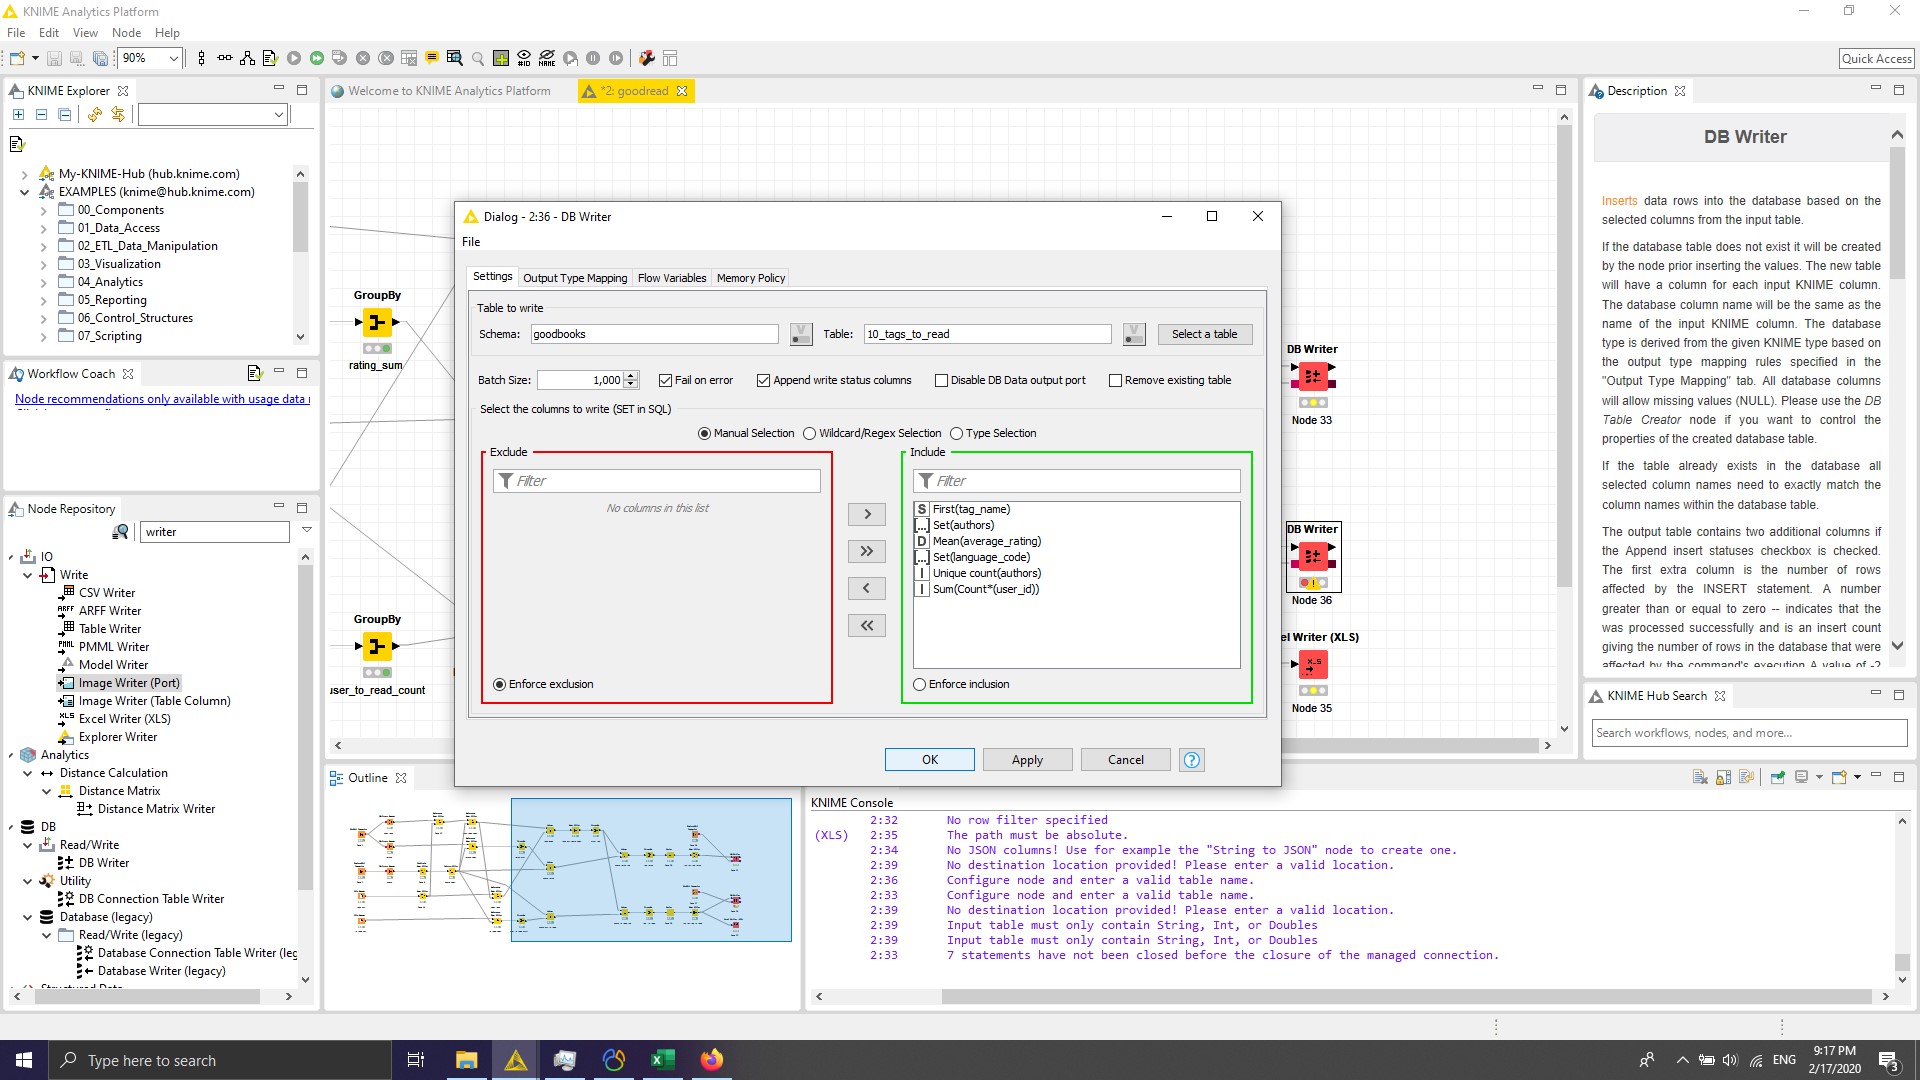 KNIME Analytics Platform
File Edit View Node Help
90%
#ID
NAME
Quick Access
KNIME Explorer
Welcome to KNIME Analytics Platform
*2: goodread
Description
DB Writer
My-KNIME-Hub (hub.knime.com)
EXAMPLES (knime@hub.knime.com)
00_Components
01_Data_Access
02_ETL_Data_Manipulation
03_Visualization
04_Analytics
05_Reporting
06_Control_Structures
07_Scripting
Workflow Coach
Node recommendations only available with usage data
Node Repository
writer
IO
Write
CSV Writer
ARFF Writer
Table Writer
PMML Writer
Model Writer
Image Writer (Port)
Image Writer (Table Column)
Excel Writer (XLS)
Explorer Writer
Analytics
Distance Calculation
Distance Matrix
Distance Matrix Writer
DB
Read/Write
DB Writer
Utility
DB Connection Table Writer
Database (legacy)
Read/Write (legacy)
Database Connection Table Writer (leg
Database Writer (legacy)
GroupBy
rating_sum
GroupBy
user_to_read_count
Dialog - 2:36 - DB Writer
File
Settings Output Type Mapping Flow Variables Memory Policy
Table to write
Schema: goodbooks Table: 10_tags_to_read Select a table
Batch Size: 1,000 Fail on error Append write status columns Disable DB Data output port Remove existing table
Select the columns to write (SET in SQL)
Manual Selection Wildcard/Regex Selection Type Selection
Exclude
Filter
No columns in this list
Enforce exclusion
>
>>
<
<<
Include
Filter
S First(tag_name)
[...] Set(authors)
D Mean(average_rating)
[...] Set(language_code)
I Unique count(authors)
I Sum(Count*(user_id))
Enforce inclusion
OK Apply Cancel ?
DB Writer
Node 33
DB Writer
Node 36
el Writer (XLS)
XLS
Node 35
Inserts data rows into the database based on the
selected columns from the input table.
If the database table does not exist it will be created
by the node prior inserting the values. The new table
will have a column for each input KNIME column.
The database column name will be the same as the
name of the input KNIME column. The database
type is derived from the given KNIME type based on
the output type mapping rules specified in the
"Output Type Mapping" tab. All database columns
will allow missing values (NULL). Please use the DB
Table Creator node if you want to control the
properties of the created database table.
If the table already exists in the database all
selected column names need to exactly match the
column names within the database table.
The output table contains two additional columns if
the Append insert statuses checkbox is checked.
The first extra column is the number of rows
affected by the INSERT statement. A number
greater than or equal to zero -- indicates that the
was processed successfully and is an insert count
giving the number of rows in the database that were
affected by the command's execution A value of -2
KNIME Hub Search
Search workflows, nodes, and more...
Outline
KNIME Console
2:32 No row filter specified
(XLS) 2:35 The path must be absolute.
2:34 No JSON columns! Use for example the "String to JSON" node to create one.
2:39 No destination location provided! Please enter a valid location.
2:36 Configure node and enter a valid table name.
2:33 Configure node and enter a valid table name.
2:39 No destination location provided! Please enter a valid location.
2:39 Input table must only contain String, Int, or Doubles
2:39 Input table must only contain String, Int, or Doubles
2:33 7 statements have not been closed before the closure of the managed connection.
Type here to search
ENG
9:17 PM
2/17/2020
3